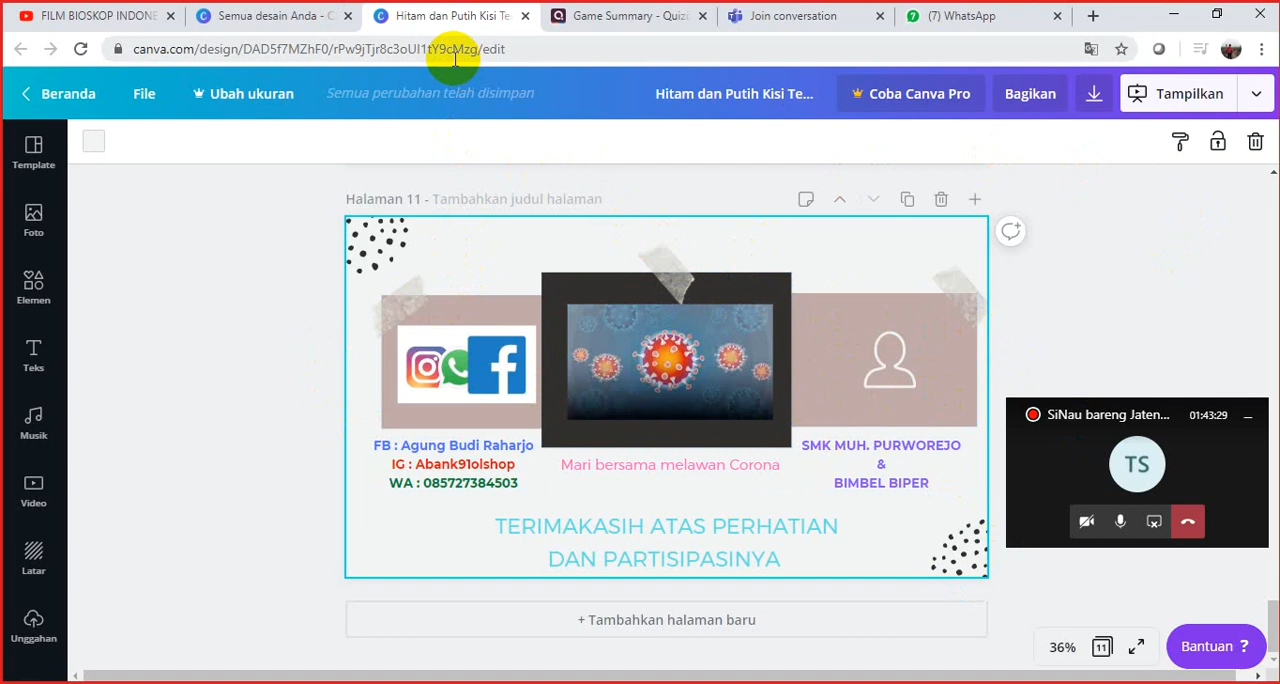 FILM BIOSKOP INDONE
Semua desain Anda - C
Hitam dan Putih Kisi Te
Game Summary - Quizi
Join conversation
(7) WhatsApp
canva.com/design/DAD5f7MZhF0/rPw9jTjr8c3oUI1tY9cMzg/edit
Beranda
File
Ubah ukuran
Semua perubahan telah disimpan
Hitam dan Putih Kisi Te...
Coba Canva Pro
Bagikan
Tampilkan
Template
Foto
Elemen
Teks
Musik
Video
Latar
Unggahan
Halaman 11 - Tambahkan judul halaman
FB : Agung Budi Raharjo
IG : Abank91olshop
WA : 085727384503
Mari bersama melawan Corona
SMK MUH. PURWOREJO
&
BIMBEL BIPER
TERIMAKASIH ATAS PERHATIAN
DAN PARTISIPASINYA
+ Tambahkan halaman baru
SiNau bareng Jaten...
01:43:29
TS
36%
11
Bantuan ?